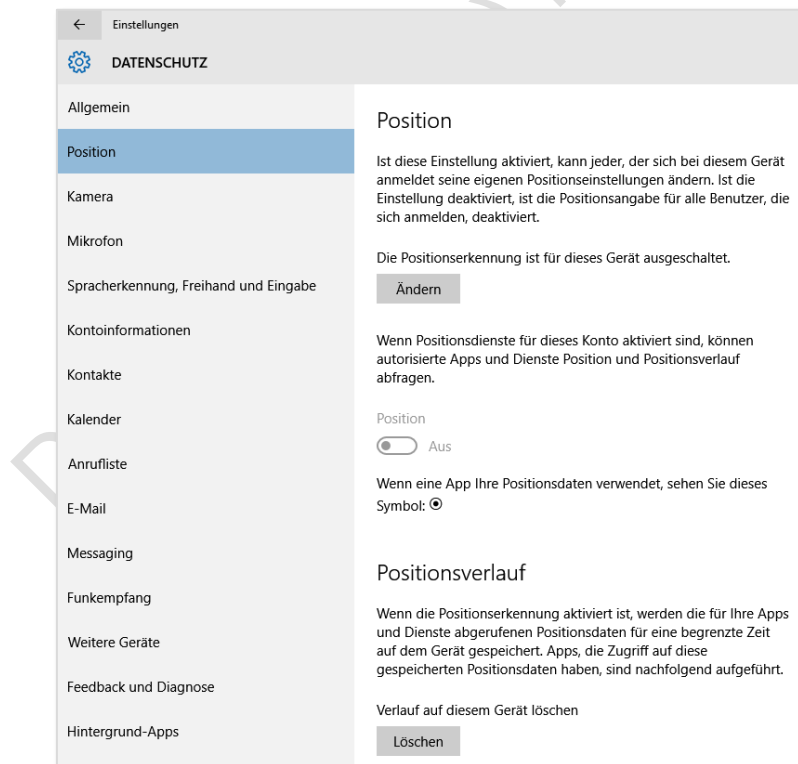 Einstellungen
DATENSCHUTZ
Allgemein
Position
Kamera
Mikrofon
Spracherkennung, Freihand und Eingabe
Kontoinformationen
Kontakte
Kalender
Anrufliste
E-Mail
Messaging
Funkempfang
Weitere Geräte
Feedback und Diagnose
Hintergrund-Apps
Position
Ist diese Einstellung aktiviert, kann jeder, der sich bei diesem Gerät
anmeldet seine eigenen Positionseinstellungen ändern. Ist die
Einstellung deaktiviert, ist die Positionsangabe für alle Benutzer, die
sich anmelden, deaktiviert.
Die Positionserkennung ist für dieses Gerät ausgeschaltet.
Ändern
Wenn Positionsdienste für dieses Konto aktiviert sind, können
autorisierte Apps und Dienste Position und Positionsverlauf
abfragen.
Position
Aus
Wenn eine App Ihre Positionsdaten verwendet, sehen Sie dieses
Symbol:
Positionsverlauf
Wenn die Positionserkennung aktiviert ist, werden die für Ihre Apps
und Dienste abgerufenen Positionsdaten für eine begrenzte Zeit
auf dem Gerät gespeichert. Apps, die Zugriff auf diese
gespeicherten Positionsdaten haben, sind nachfolgend aufgeführt.
Verlauf auf diesem Gerät löschen
Löschen